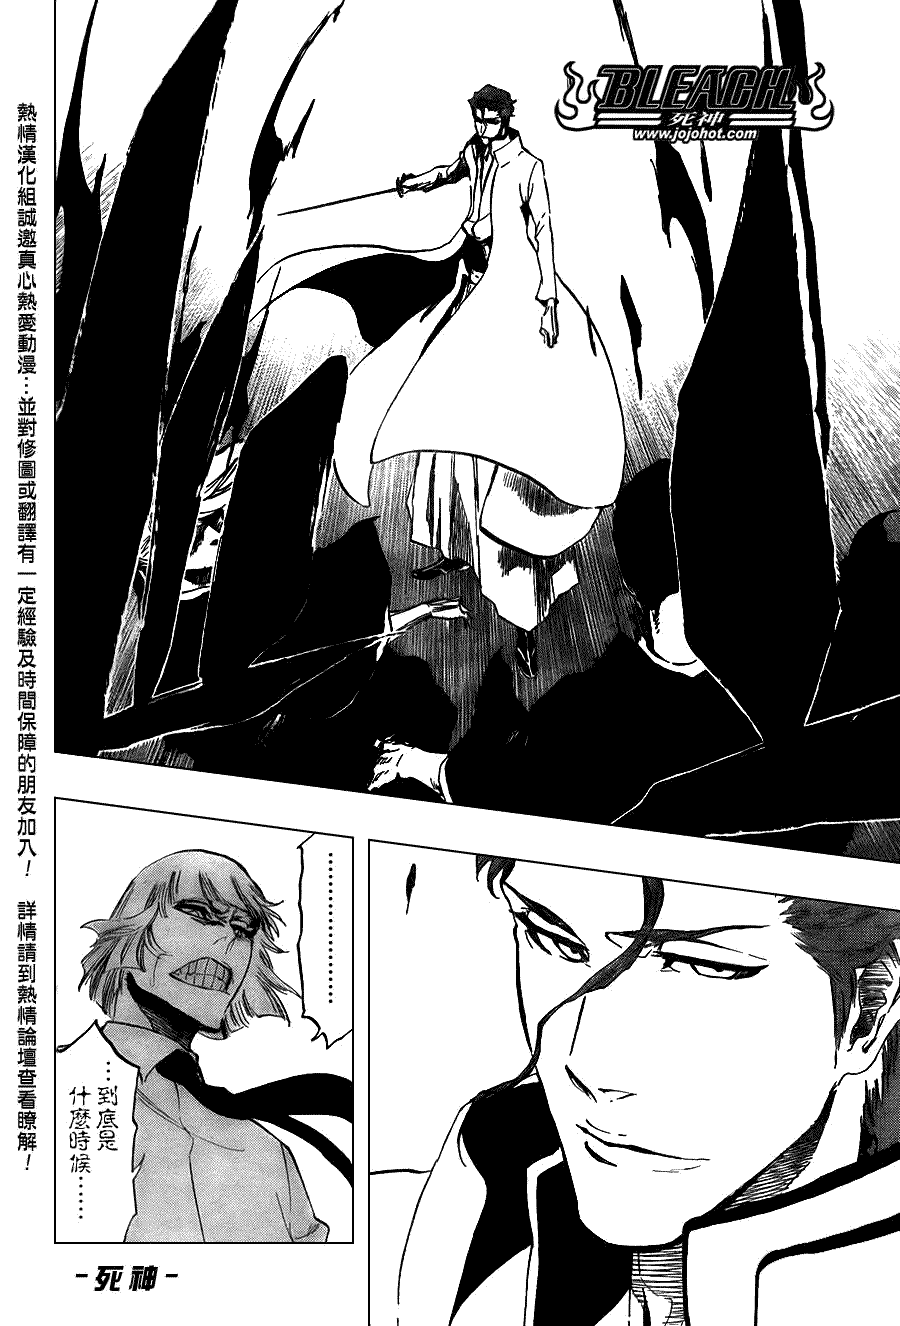 BLEACH
死神
www.jojohot.com
熱情漢化組誠邀真心熱愛動漫…並對修圖或翻譯有一定經驗及時間保障的朋友加入！ 詳情請到熱情論壇查看瞭解！
…………………
…到底是
什麼時候……
-死神-